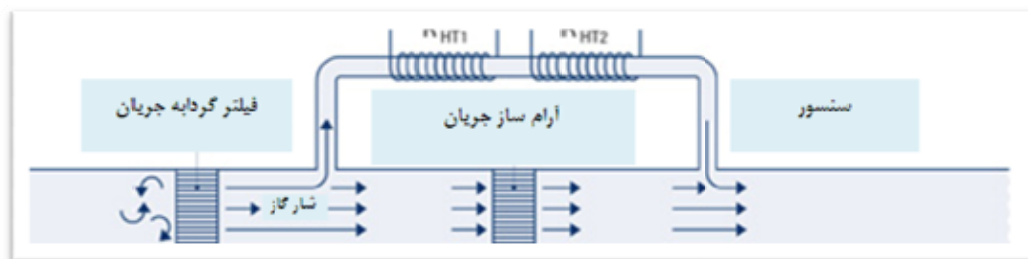 HT1
HT2
فیلتر گردابه جریان
آرام ساز جریان
سنسور
شار گاز